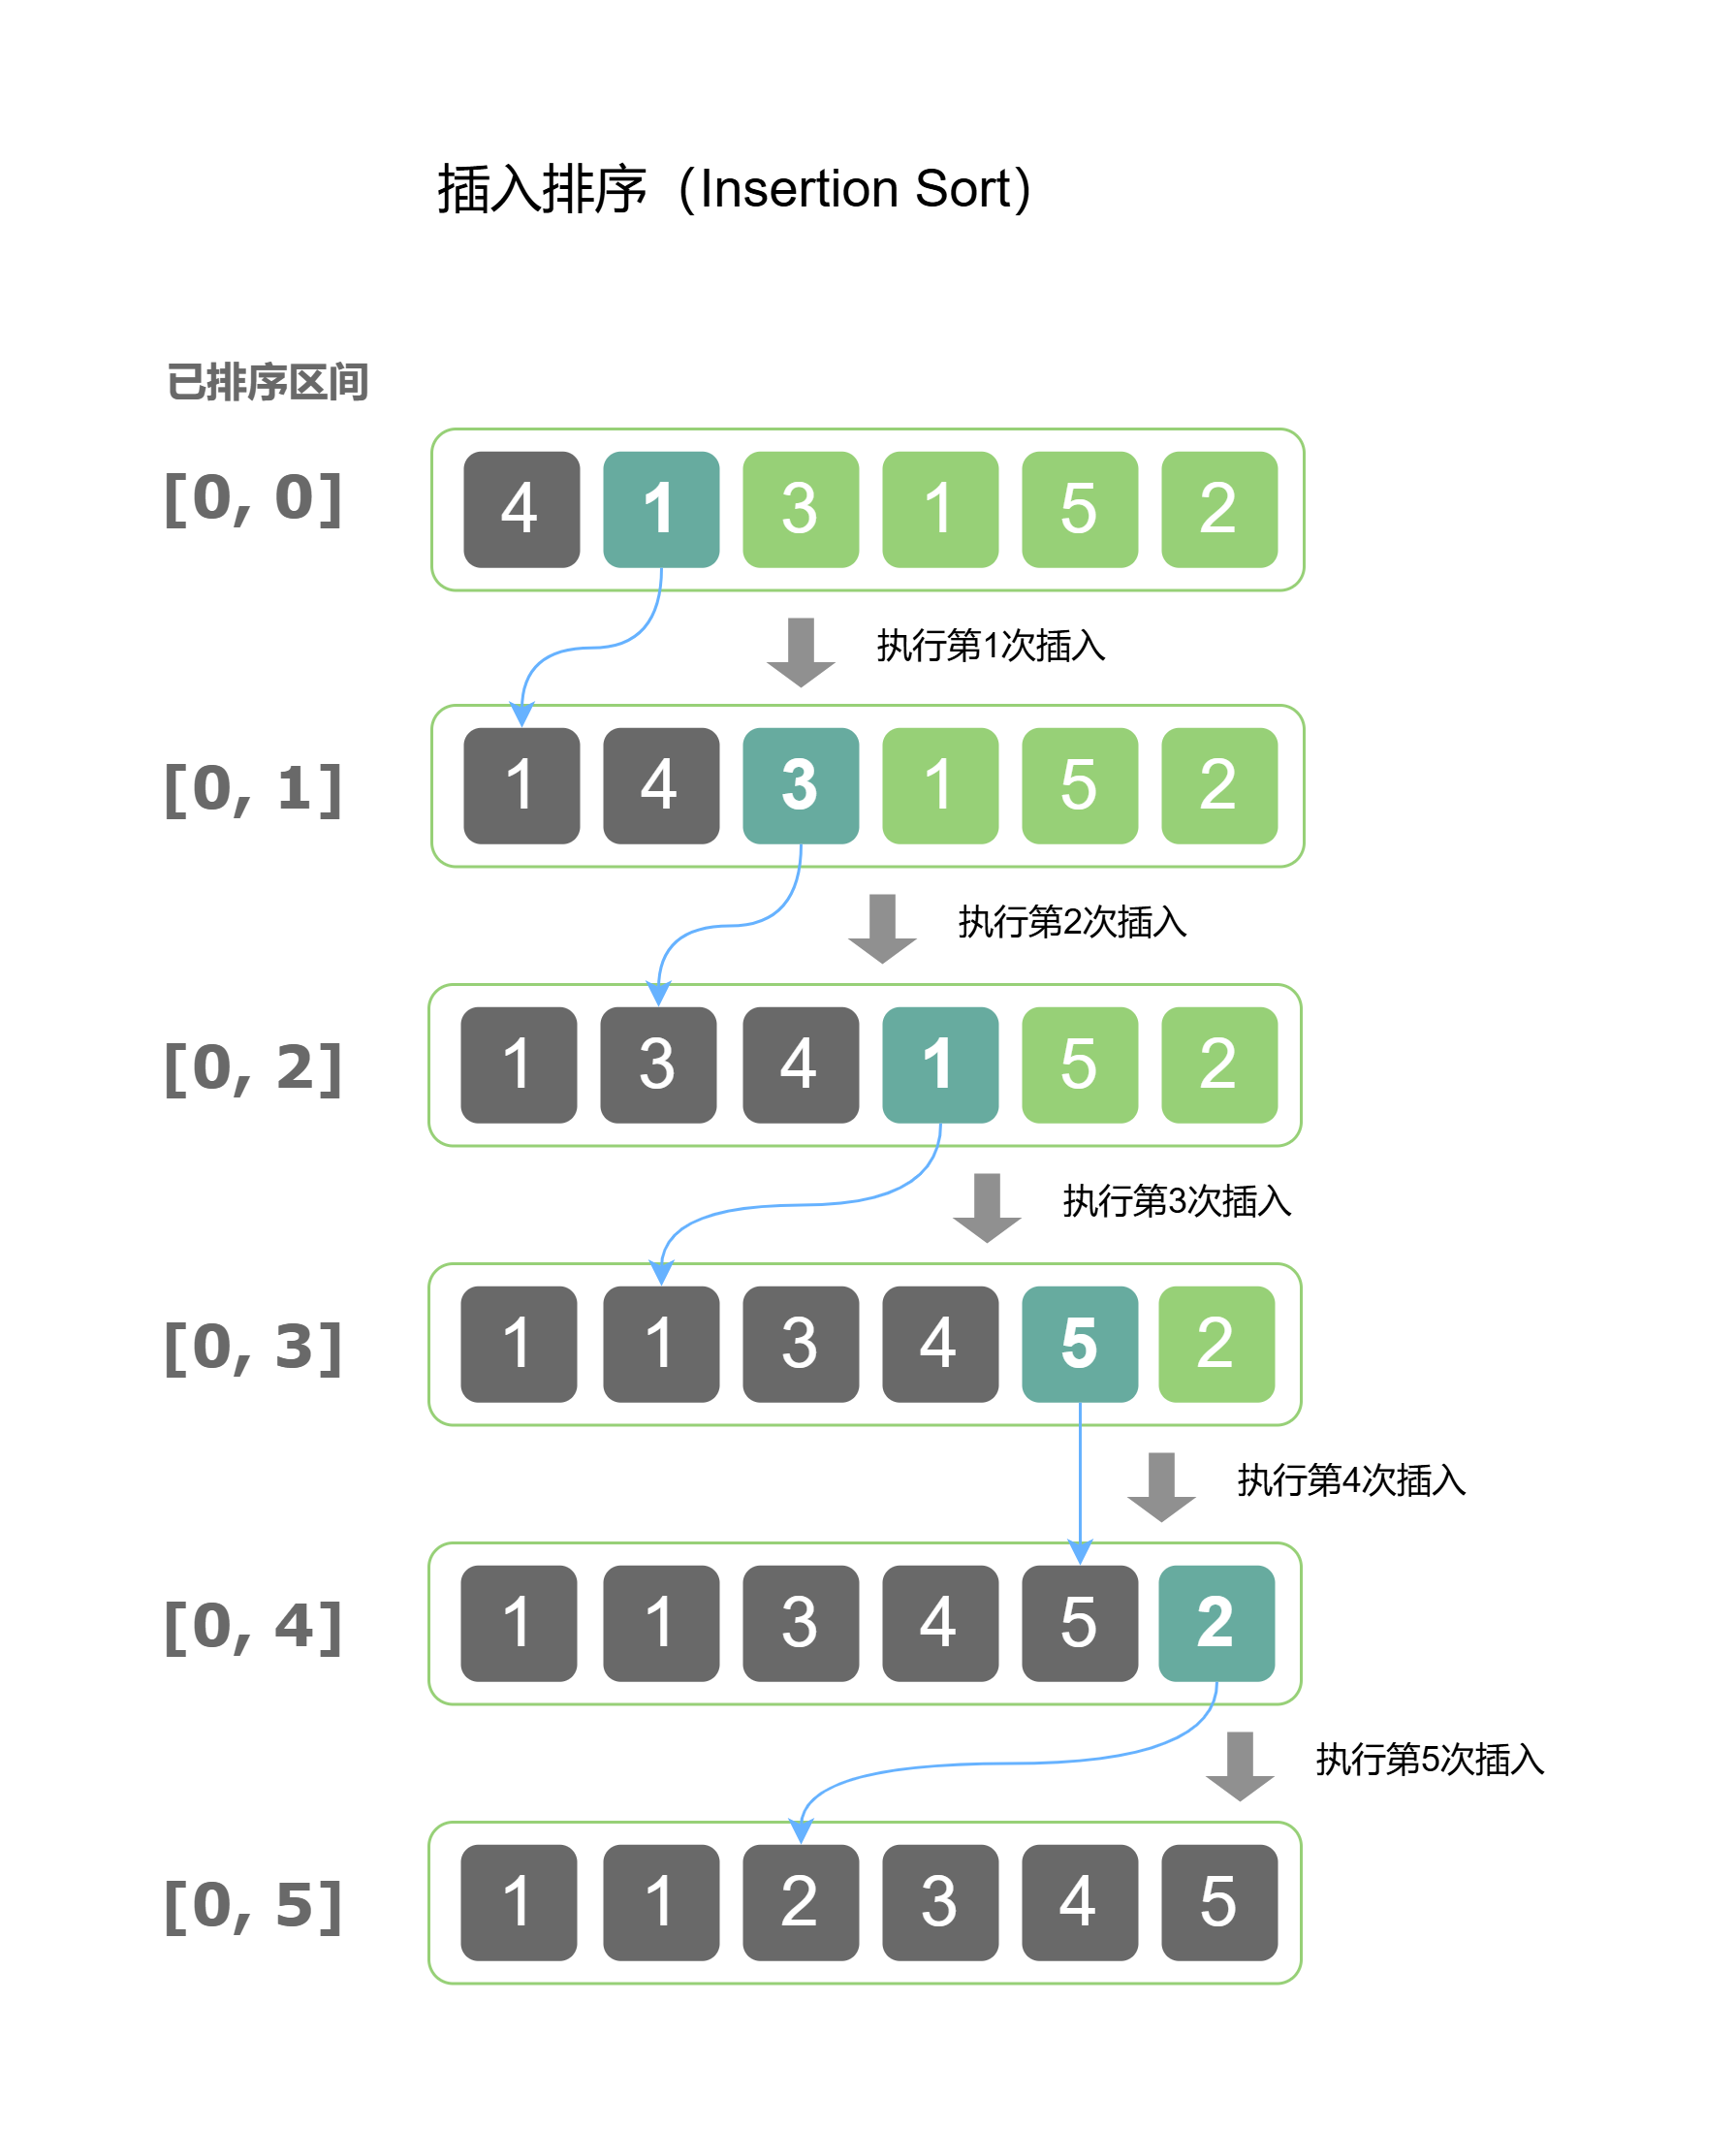 插入排序（Insertion Sort）
已排序区间
[0, 0]
4 1 3 1 5 2
执行第1次插入
[0, 1]
1 4 3 1 5 2
执行第2次插入
[0, 2]
1 3 4 1 5 2
执行第3次插入
[0, 3]
1 1 3 4 5 2
执行第4次插入
[0, 4]
1 1 3 4 5 2
执行第5次插入
[0, 5]
1 1 2 3 4 5